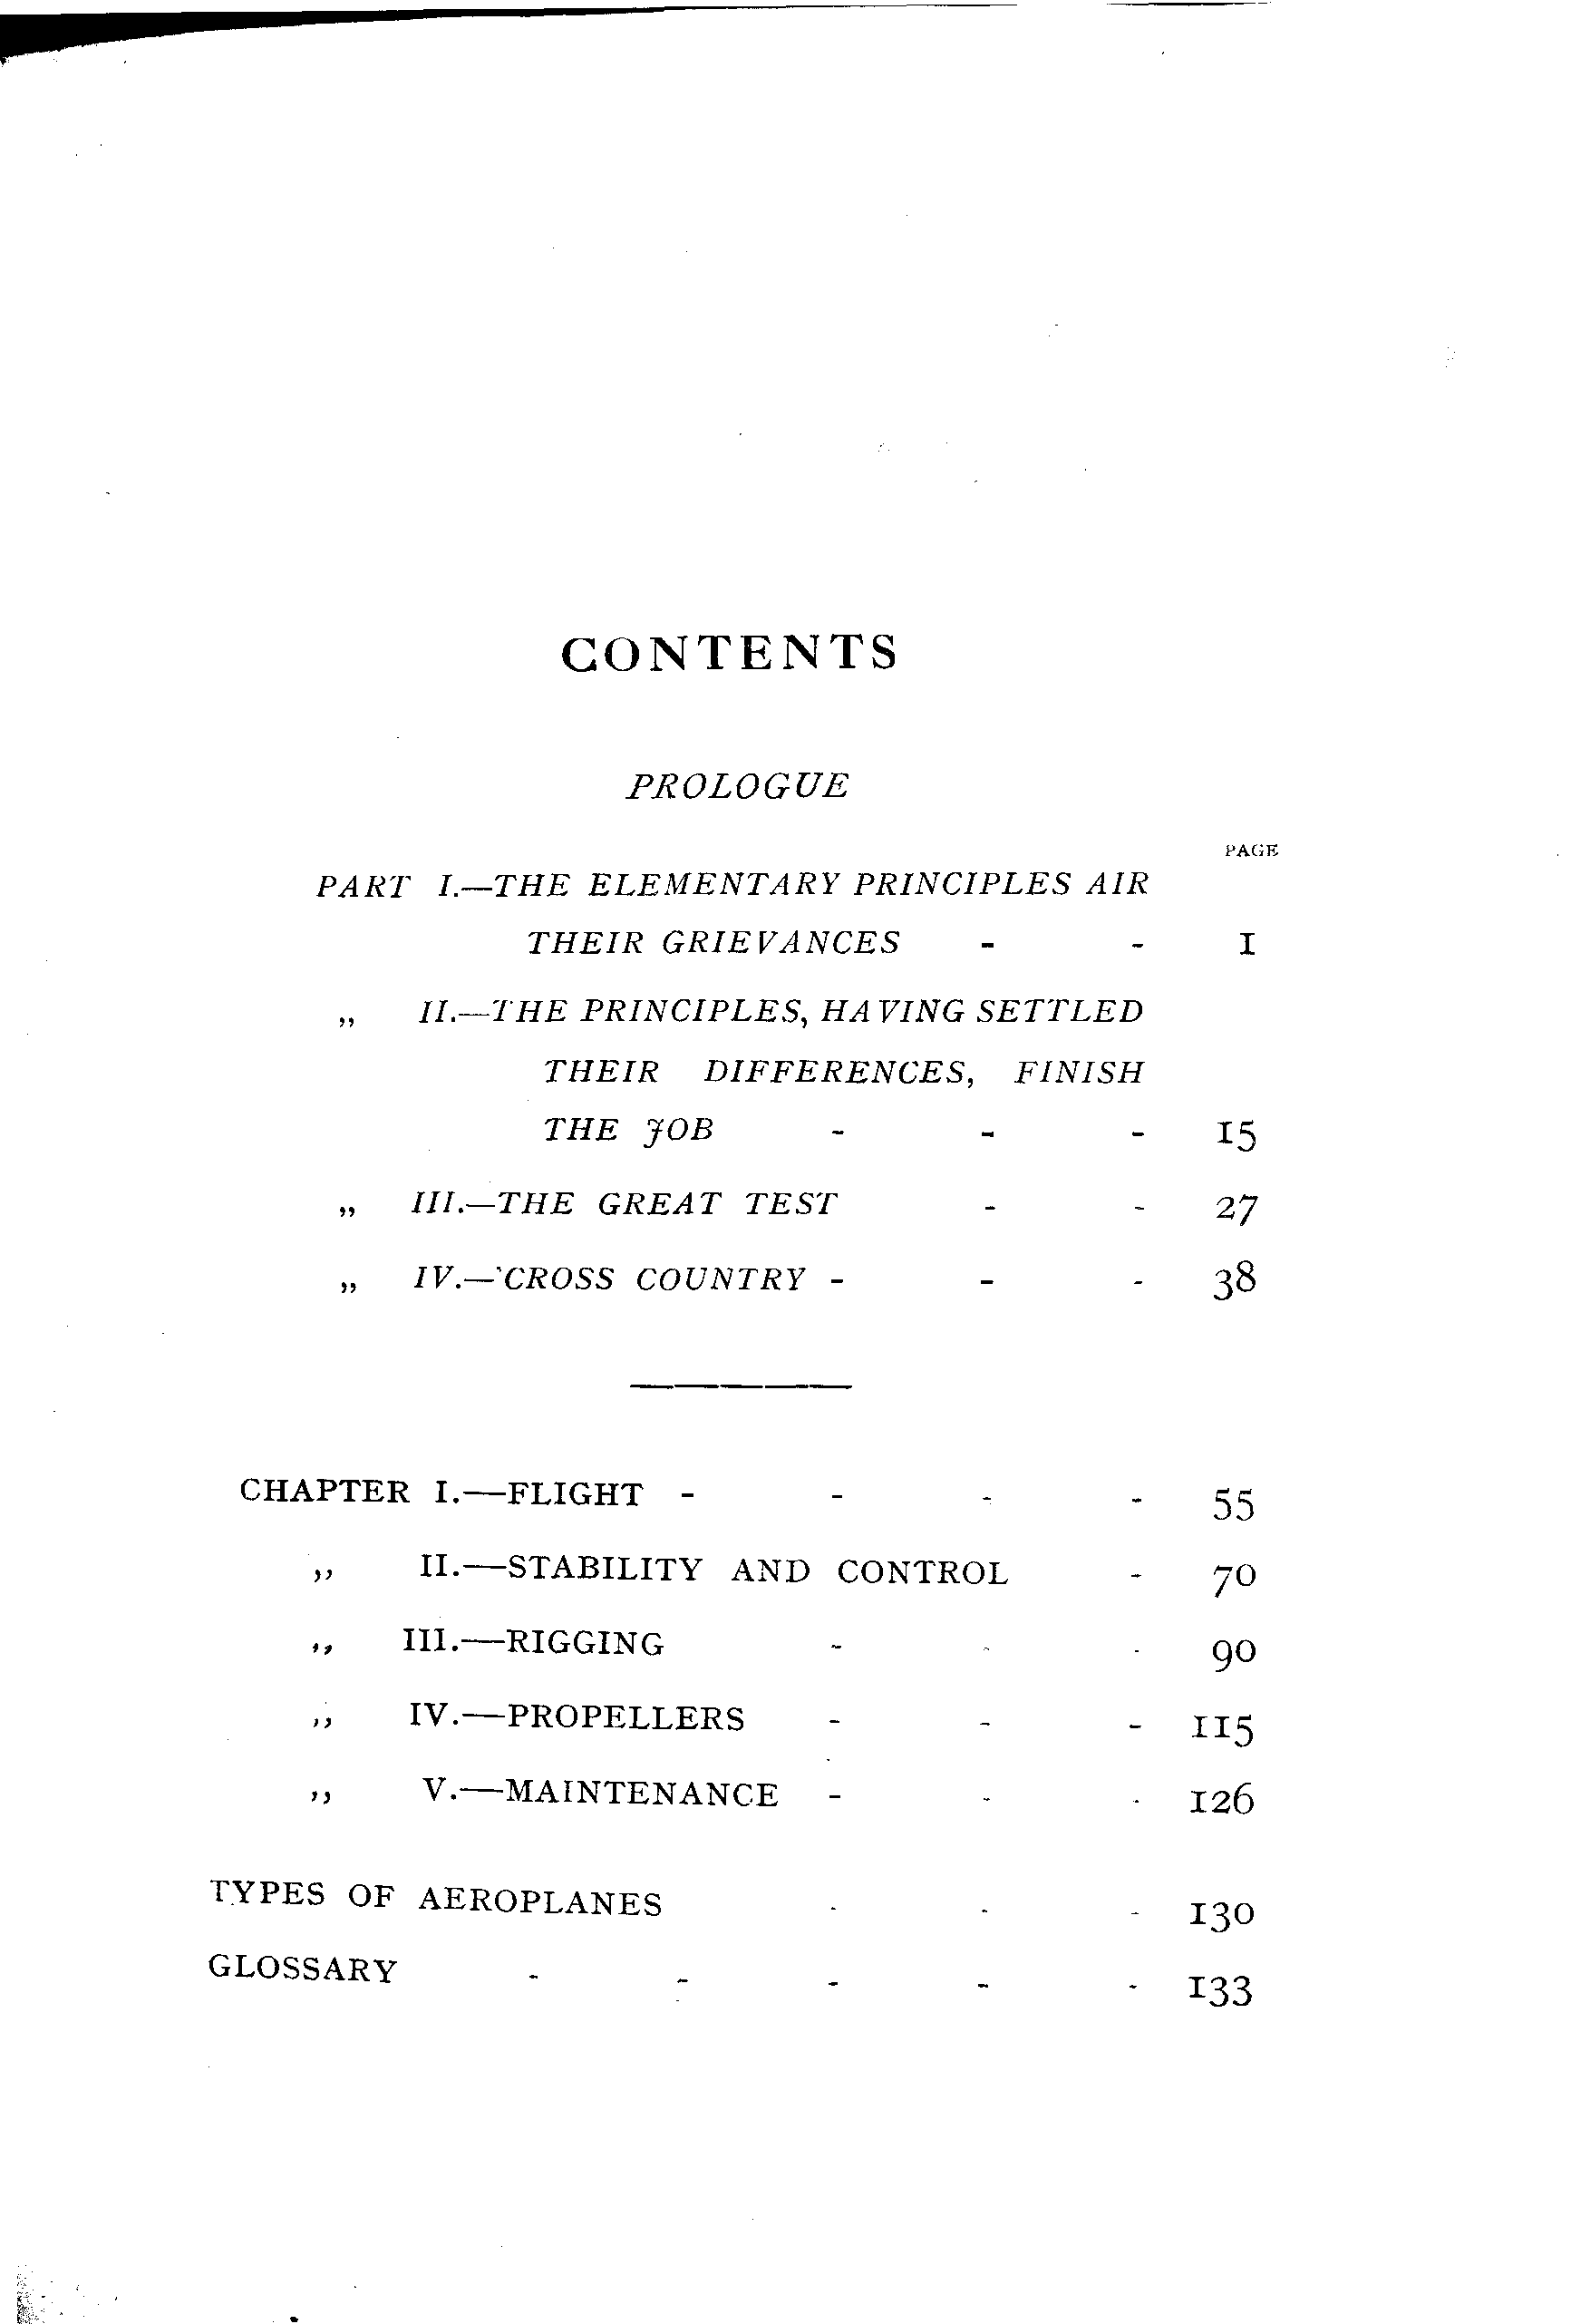 CONTENTS
PROLOGUE
PAGE
PART I.—THE ELEMENTARY PRINCIPLES AIR
THEIR GRIEVANCES - - 1
„ II.—THE PRINCIPLES, HAVING SETTLED
THEIR DIFFERENCES, FINISH
THE JOB - - - 15
„ III.—THE GREAT TEST - - 27
„ IV.—'CROSS COUNTRY - - - 38
CHAPTER I.—FLIGHT - - - - 55
„ II.—STABILITY AND CONTROL - 70
„ III.—RIGGING - - - 90
„ IV.—PROPELLERS - - - 115
„ V.—MAINTENANCE - - - 126
TYPES OF AEROPLANES - - - 130
GLOSSARY - - - - - 133